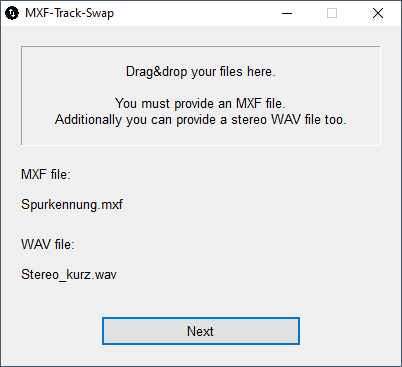 MXF-Track-Swap
Drag&drop your files here.
You must provide an MXF file.
Additionally you can provide a stereo WAV file too.
MXF file:
Spurkennung.mxf
WAV file:
Stereo_kurz.wav
Next